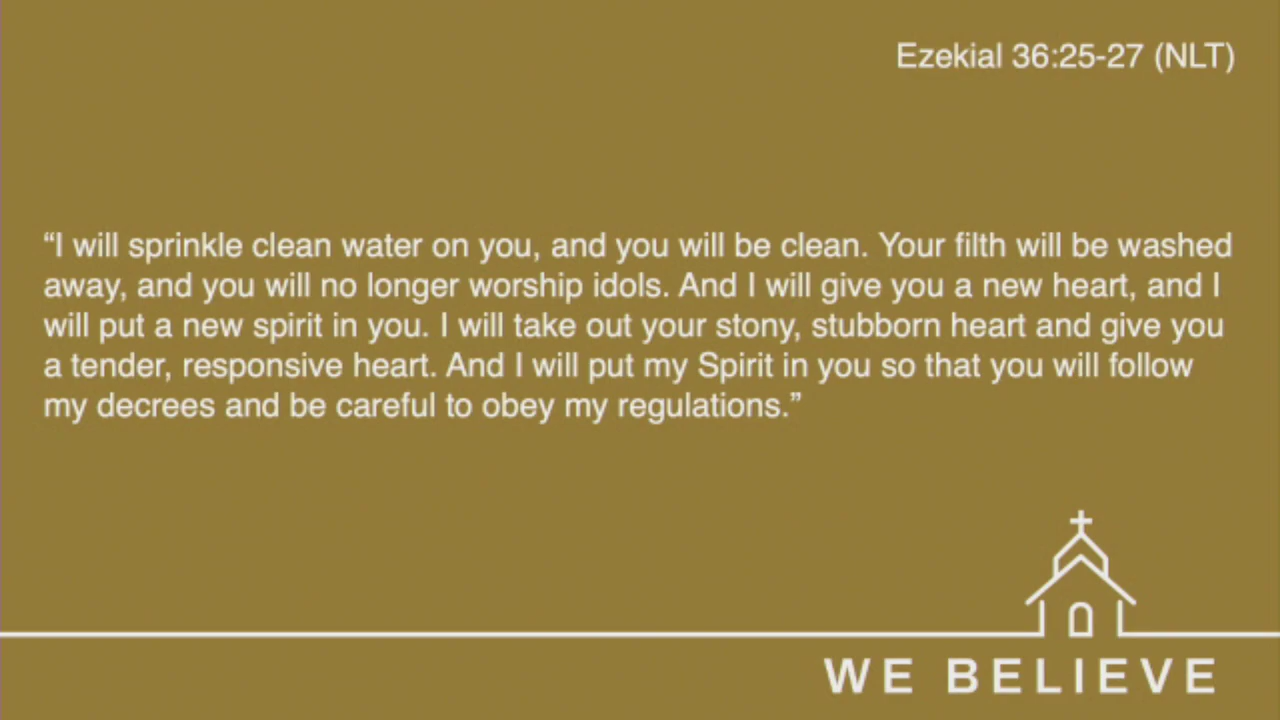 Ezekial 36:25-27 (NLT)
“I will sprinkle clean water on you, and you will be clean. Your filth will be washed
away, and you will no longer worship idols. And I will give you a new heart, and I
will put a new spirit in you. I will take out your stony, stubborn heart and give you
a tender, responsive heart. And I will put my Spirit in you so that you will follow
my decrees and be careful to obey my regulations.”
WE BELIEVE